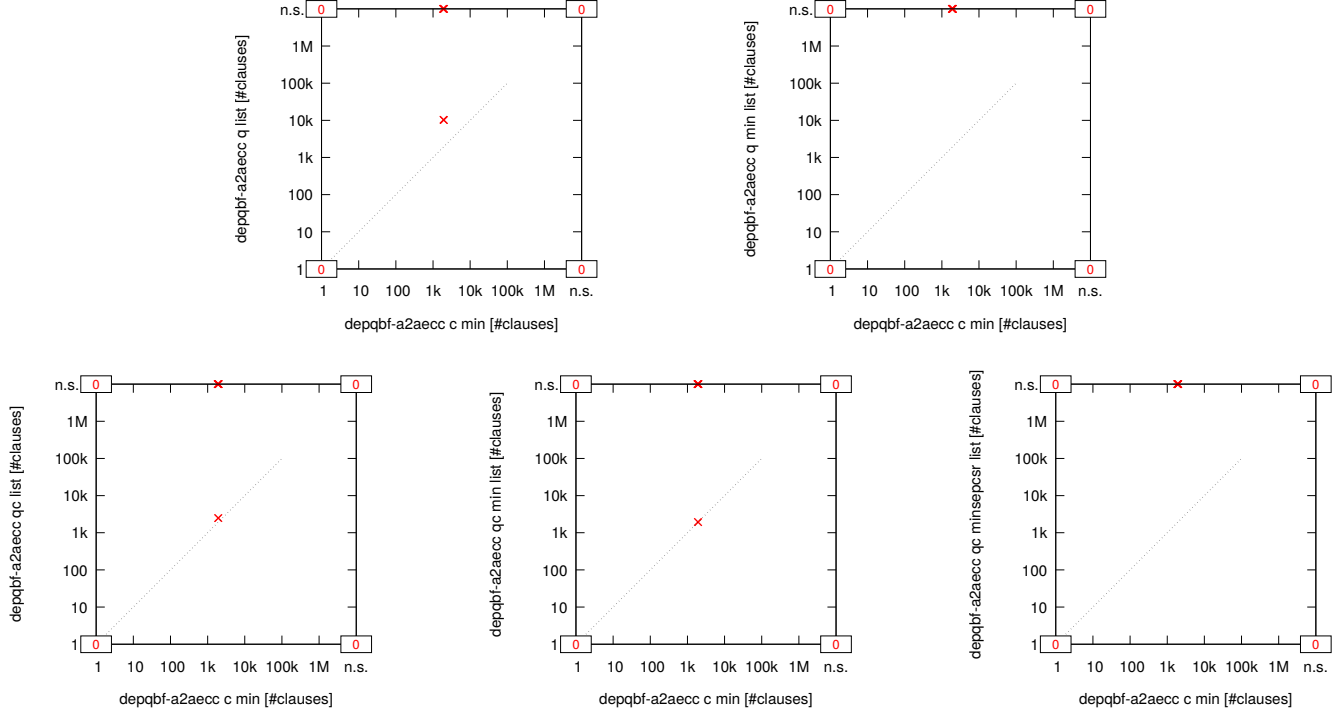 n.s. 0 0
1M
100k
10k
1k
100
10
1 0 0
1 10 100 1k 10k 100k 1M n.s.
depqbf-a2aecc q list [#clauses]
depqbf-a2aecc c min [#clauses]
n.s. 0 0
1M
100k
10k
1k
100
10
1 0 0
1 10 100 1k 10k 100k 1M n.s.
depqbf-a2aecc q min list [#clauses]
depqbf-a2aecc c min [#clauses]
n.s. 0 0
1M
100k
10k
1k
100
10
1 0 0
1 10 100 1k 10k 100k 1M n.s.
depqbf-a2aecc qc list [#clauses]
depqbf-a2aecc c min [#clauses]
n.s. 0 0
1M
100k
10k
1k
100
10
1 0 0
1 10 100 1k 10k 100k 1M n.s.
depqbf-a2aecc qc min list [#clauses]
depqbf-a2aecc c min [#clauses]
n.s. 0 0
1M
100k
10k
1k
100
10
1 0 0
1 10 100 1k 10k 100k 1M n.s.
depqbf-a2aecc qc minsepcsr list [#clauses]
depqbf-a2aecc c min [#clauses]